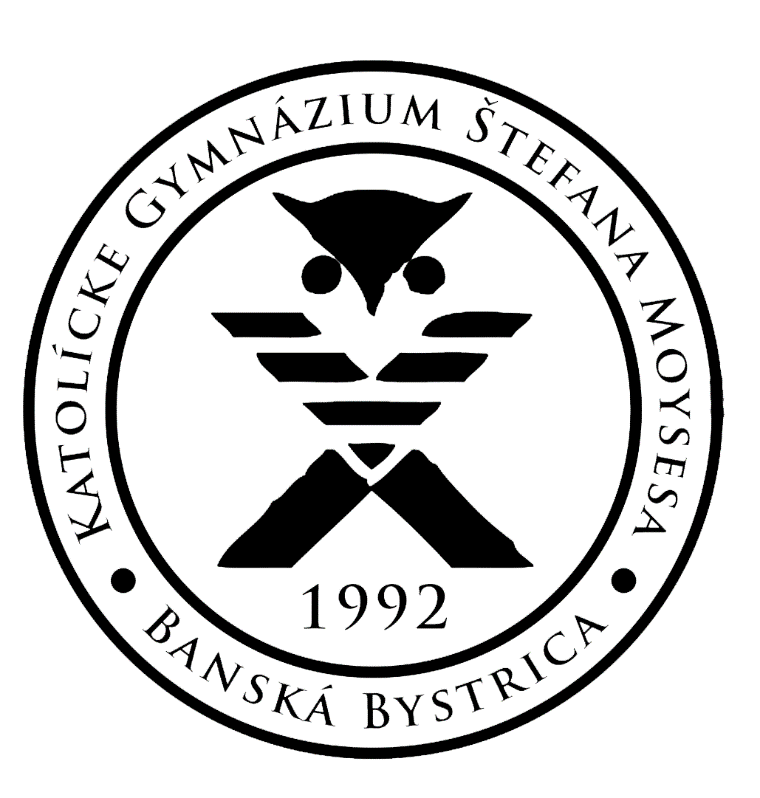 KATOLÍCKE GYMNÁZIUM ŠTEFANA MOYSESA
1992
• BANSKÁ BYSTRICA •